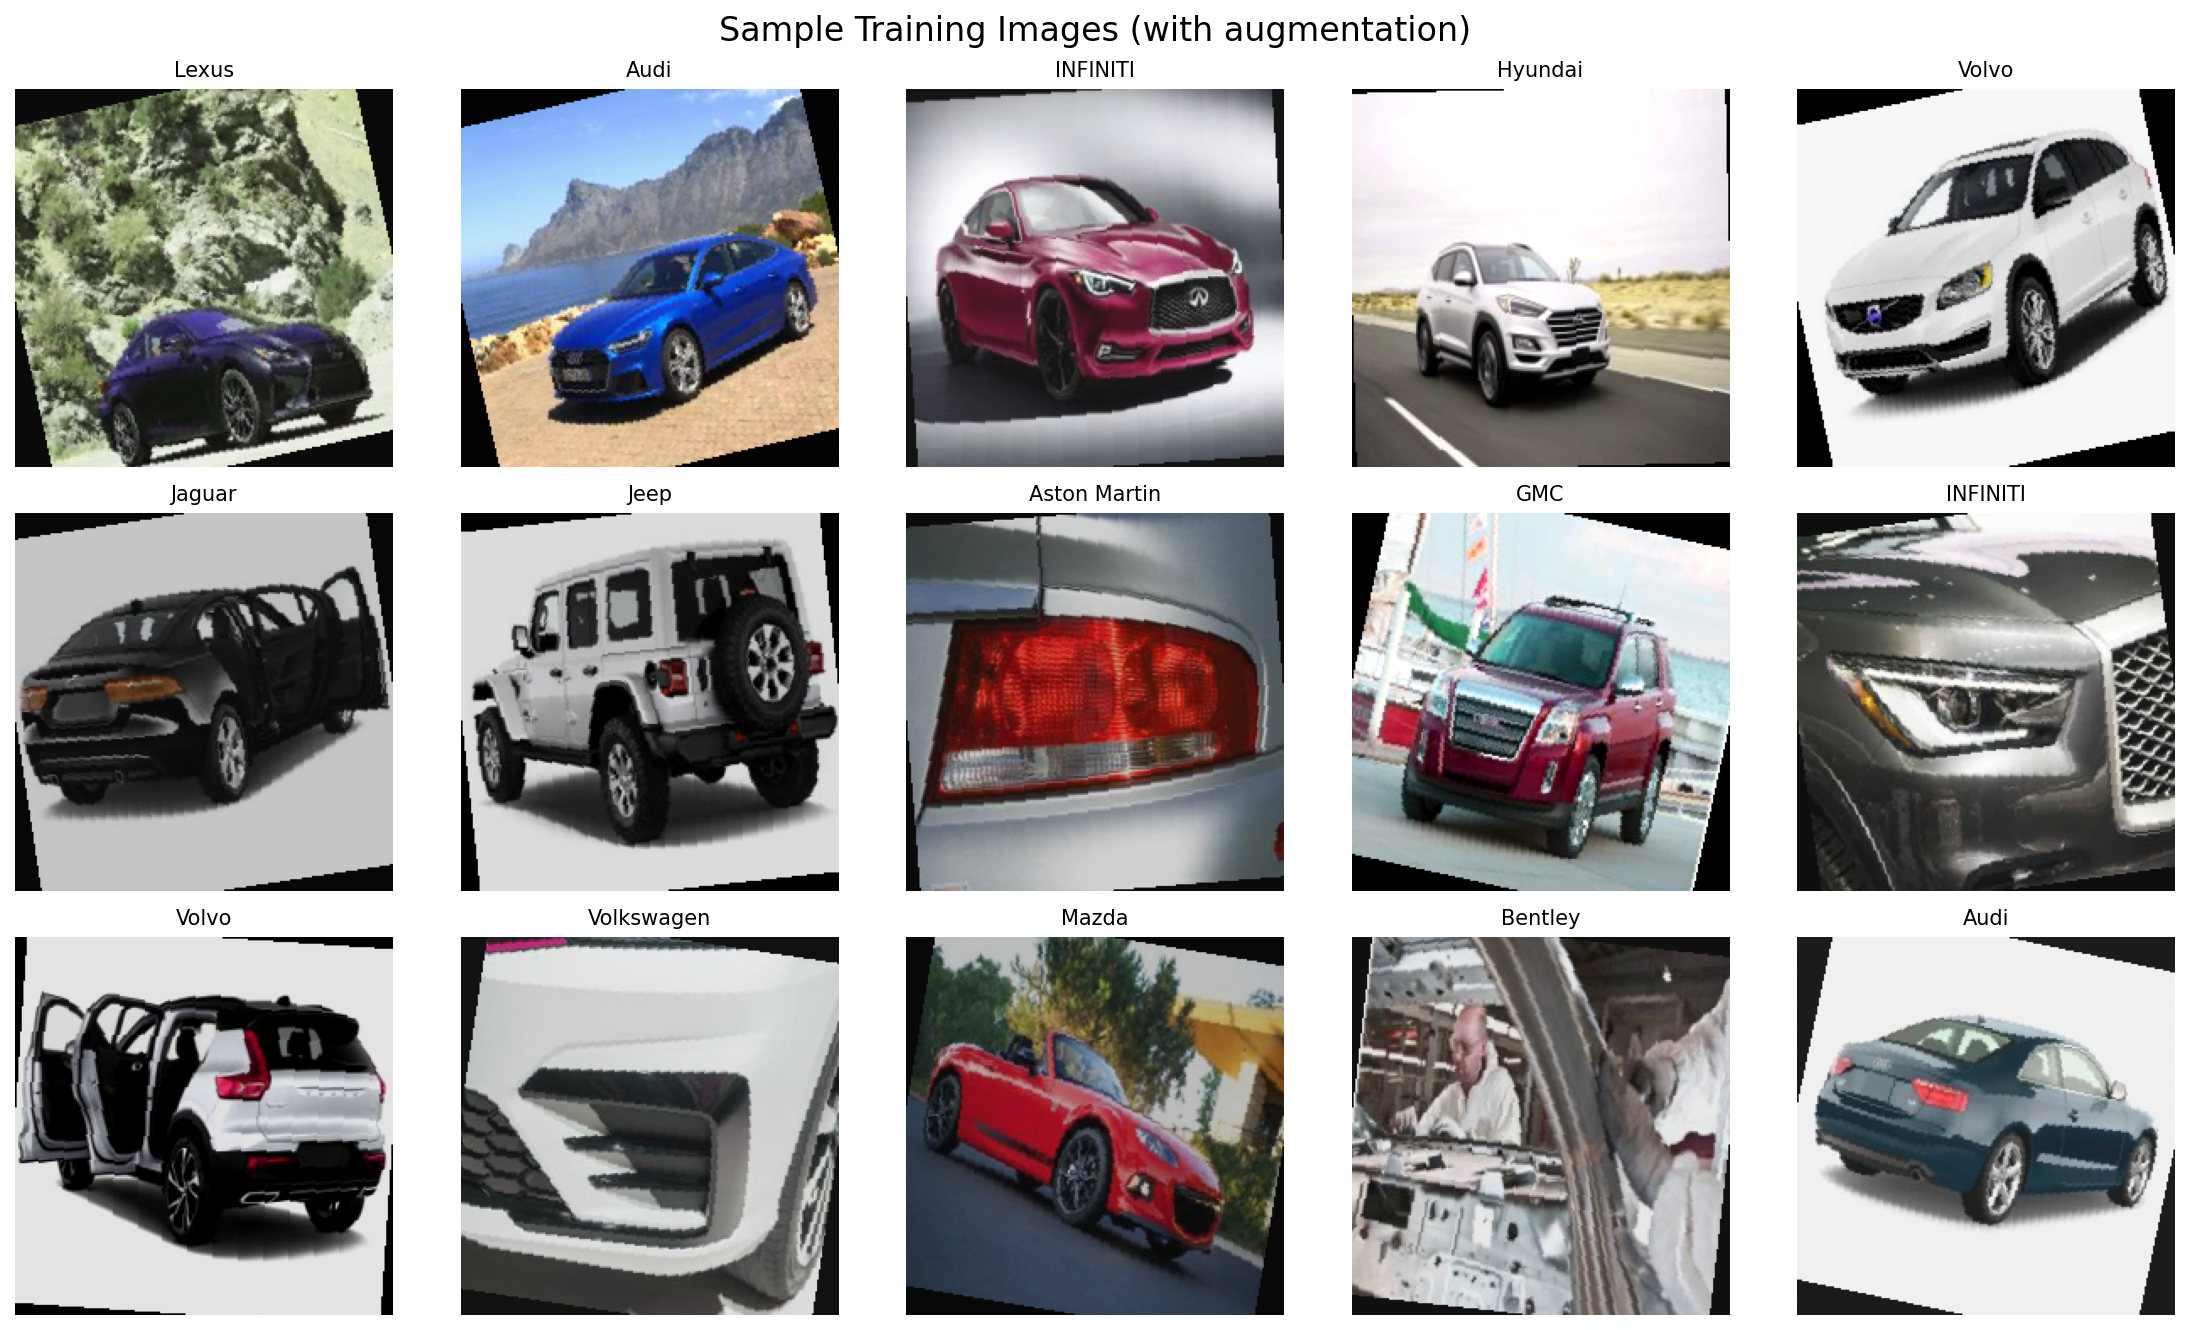 Sample Training Images (with augmentation)
Lexus
Audi
INFINITI
Hyundai
Volvo
Jaguar
Jeep
Aston Martin
GMC
INFINITI
Volvo
Volkswagen
Mazda
Bentley
Audi